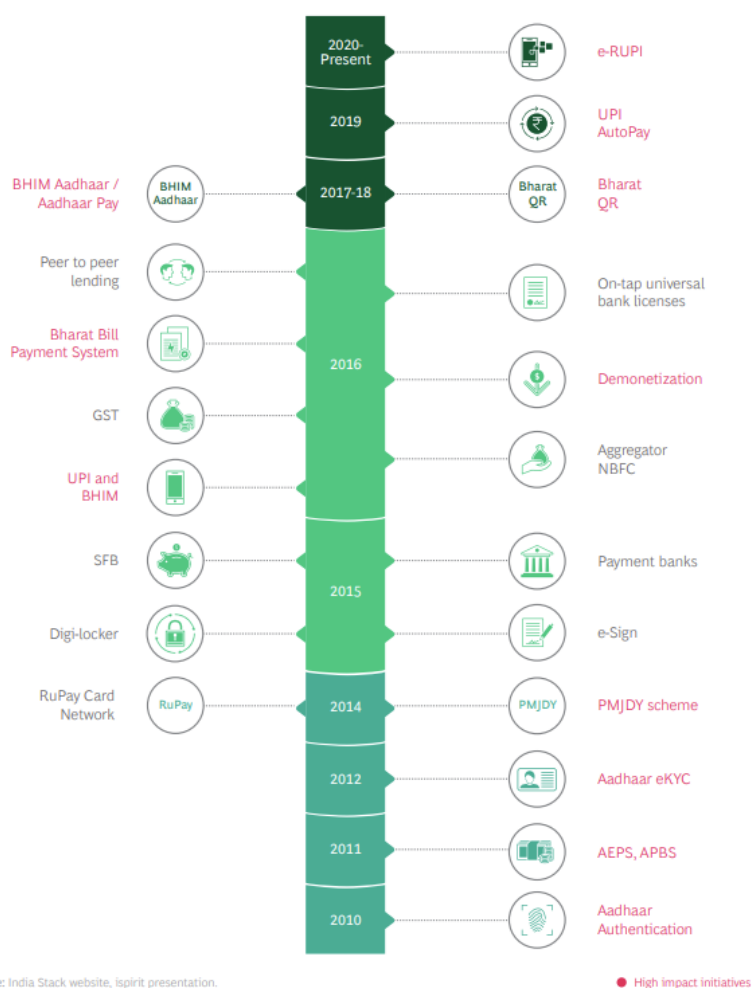 2020-
Present
e-RUPI
2019
UPI
AutoPay
BHIM Aadhaar /
Aadhaar Pay
BHIM
Aadhaar
2017-18
Bharat
QR
Bharat
QR
Peer to peer
lending
On-tap universal
bank licenses
Bharat Bill
Payment System
2016
Demonetization
GST
Aggregator
NBFC
UPI and
BHIM
SFB
Payment banks
2015
Digi-locker
e-Sign
RuPay Card
Network
RuPay
2014
PMJDY
PMJDY scheme
2012
Aadhaar eKYC
2011
AEPS, APBS
2010
Aadhaar
Authentication
India Stack website, ispirit presentation.
High impact initiatives